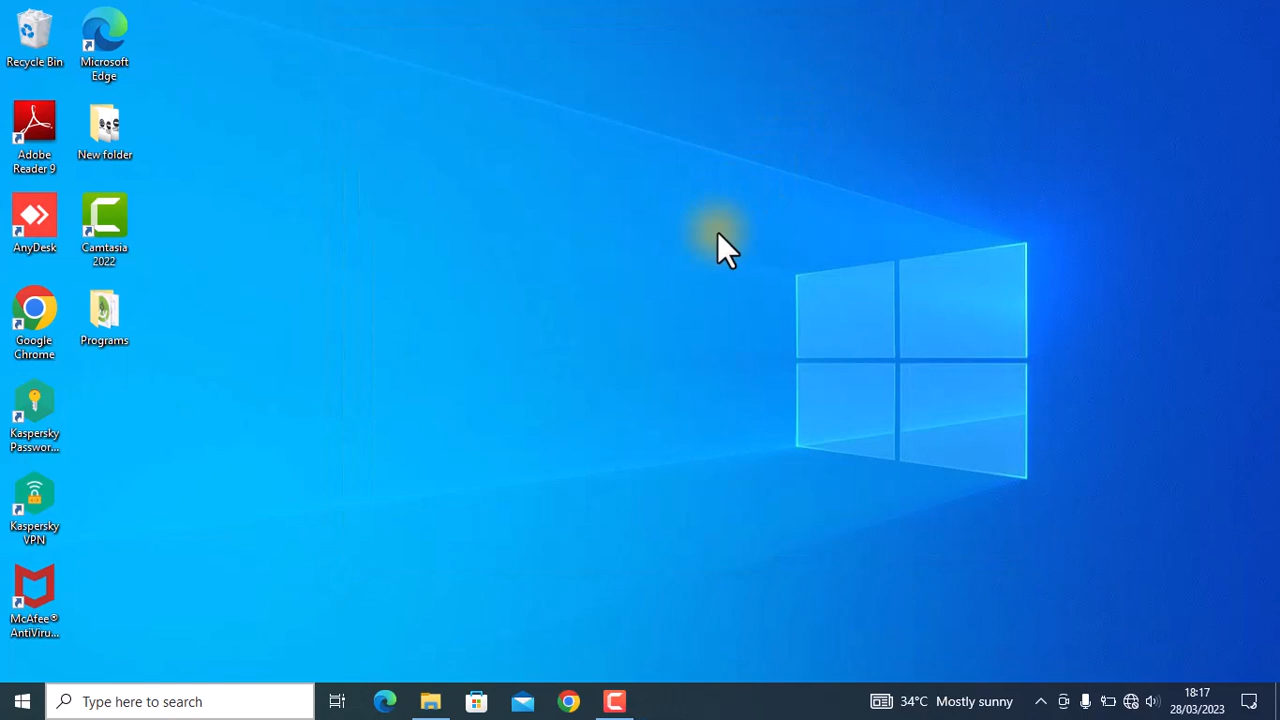 Recycle Bin
Microsoft
Edge
Adobe
Reader 9
New folder
AnyDesk
Camtasia
2022
Google
Chrome
Programs
Kaspersky
Passwor...
Kaspersky
VPN
McAfee®
AntiViru...
Type here to search
34°C Mostly sunny
18:17
28/03/2023